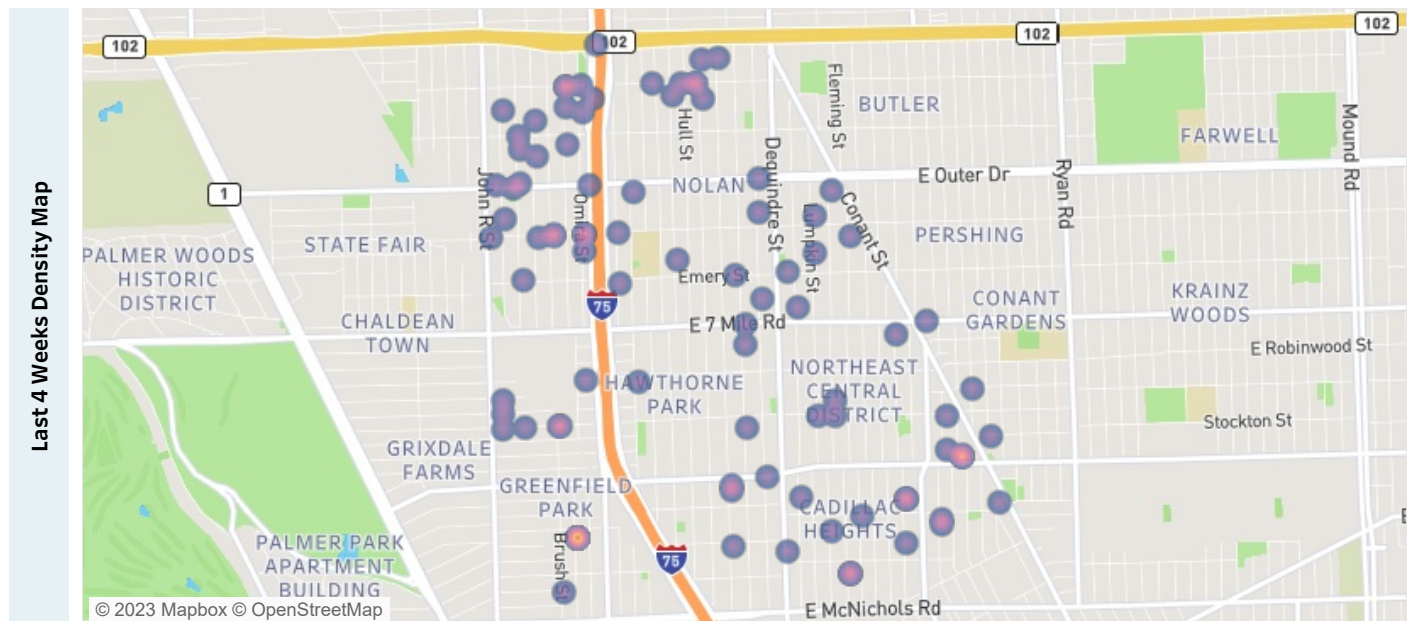 Last 4 Weeks Density Map
102
102
102
102
Fleming St
BUTLER
Hull St
Dequindre St
FARWELL
Mound Rd
John R St
NOLAN
E Outer Dr
Ryan Rd
1
Omira St
Lumpkin St
Conant St
STATE FAIR
PERSHING
PALMER WOODS
HISTORIC
DISTRICT
Emery St
75
CONANT
GARDENS
KRAINZ
WOODS
CHALDEAN
TOWN
E 7 Mile Rd
E Robinwood St
HAWTHORNE
PARK
NORTHEAST
CENTRAL
DISTRICT
Stockton St
GRIXDALE
FARMS
GREENFIELD
PARK
CADILLAC
HEIGHTS
PALMER PARK
APARTMENT
BUILDING
Brush St
75
E McNichols Rd
© 2023 Mapbox © OpenStreetMap